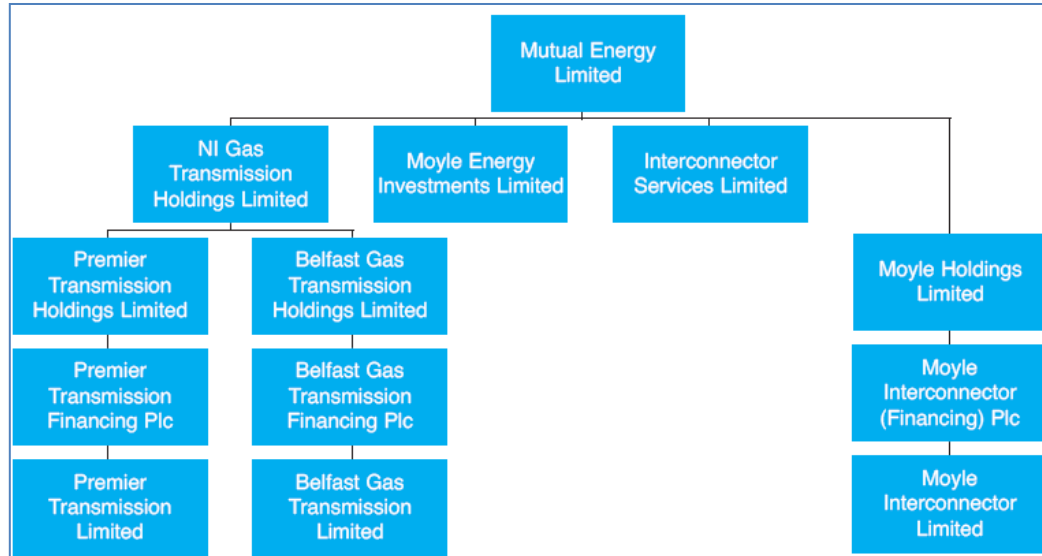 Mutual Energy
Limited
NI Gas
Transmission
Holdings Limited
Moyle Energy
Investments Limited
Interconnector
Services Limited
Premier
Transmission
Holdings Limited
Belfast Gas
Transmission
Holdings Limited
Moyle Holdings
Limited
Premier
Transmission
Financing Plc
Belfast Gas
Transmission
Financing Plc
Moyle
Interconnector
(Financing) Plc
Premier
Transmission
Limited
Belfast Gas
Transmission
Limited
Moyle
Interconnector
Limited